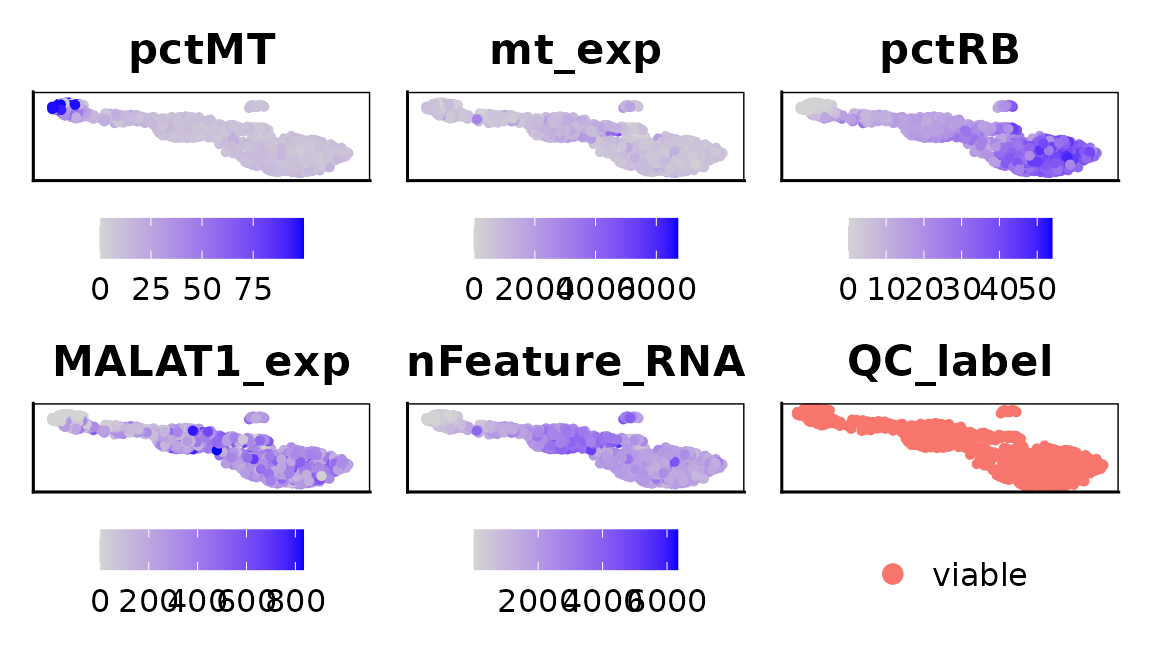 pctMT mt_exp pctRB
0 25 50 75 0 2000 4000 6000 0 10 20 30 40 50
MALAT1_exp nFeature_RNA QC_label
viable
0 200 400 600 800 2000 4000 6000